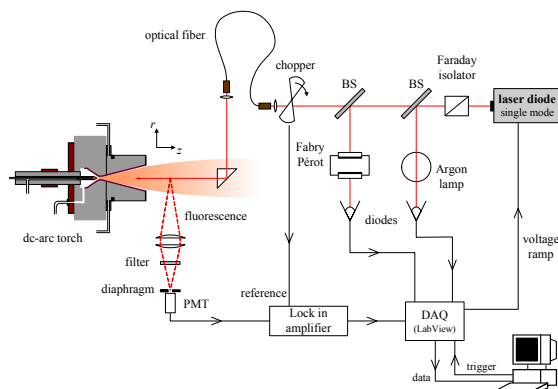 optical fiber
chopper
Faraday
isolator
BS
BS
laser diode
single mode
r
z
Fabry
Pérot
Argon
lamp
dc-arc torch
fluorescence
diodes
filter
voltage
ramp
diaphragm
PMT
reference
Lock in
amplifier
DAQ
(LabView)
trigger
data